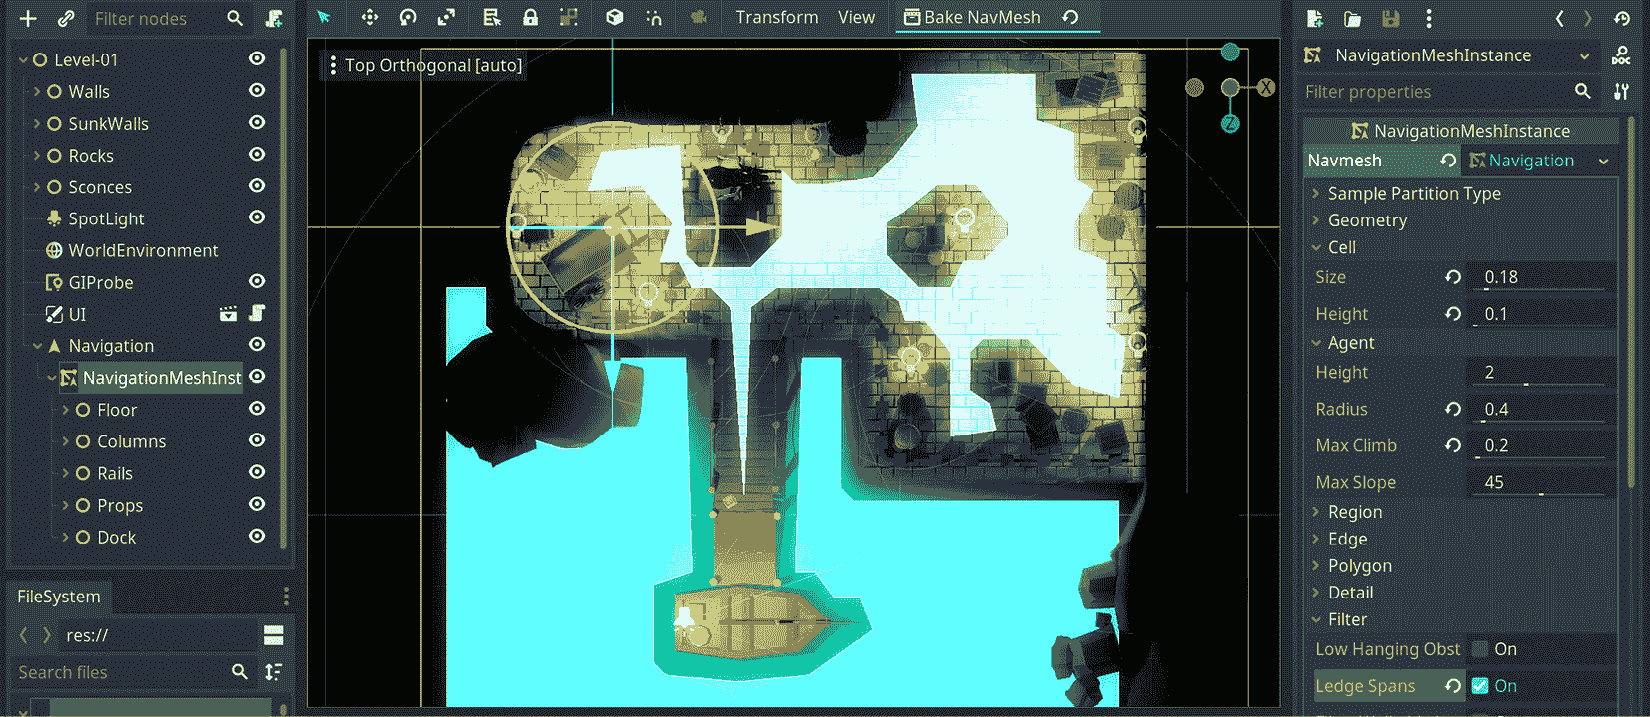 Filter nodes
Level-01
Walls
SunkWalls
Rocks
Sconces
SpotLight
WorldEnvironment
GIProbe
UI
Navigation
NavigationMeshInst
Floor
Columns
Rails
Props
Dock
FileSystem
res://
Search files
Transform View Bake NavMesh
Top Orthogonal [auto]
X
Z
DOC
NavigationMeshInstance
Filter properties
NavigationMeshInstance
Navmesh Navigation
Sample Partition Type
Geometry
Cell
Size 0.18
Height 0.1
Agent
Height 2
Radius 0.4
Max Climb 0.2
Max Slope 45
Region
Edge
Polygon
Detail
Filter
Low Hanging Obst On
Ledge Spans On